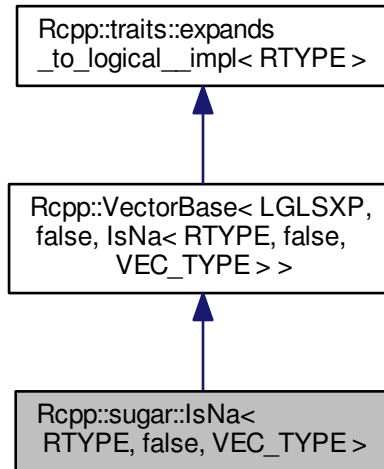 Rcpp::traits::expands
_to_logical__impl< RTYPE >
Rcpp::VectorBase< LGLSXP,
false, IsNa< RTYPE, false,
VEC_TYPE > >
Rcpp::sugar::IsNa<
RTYPE, false, VEC_TYPE >